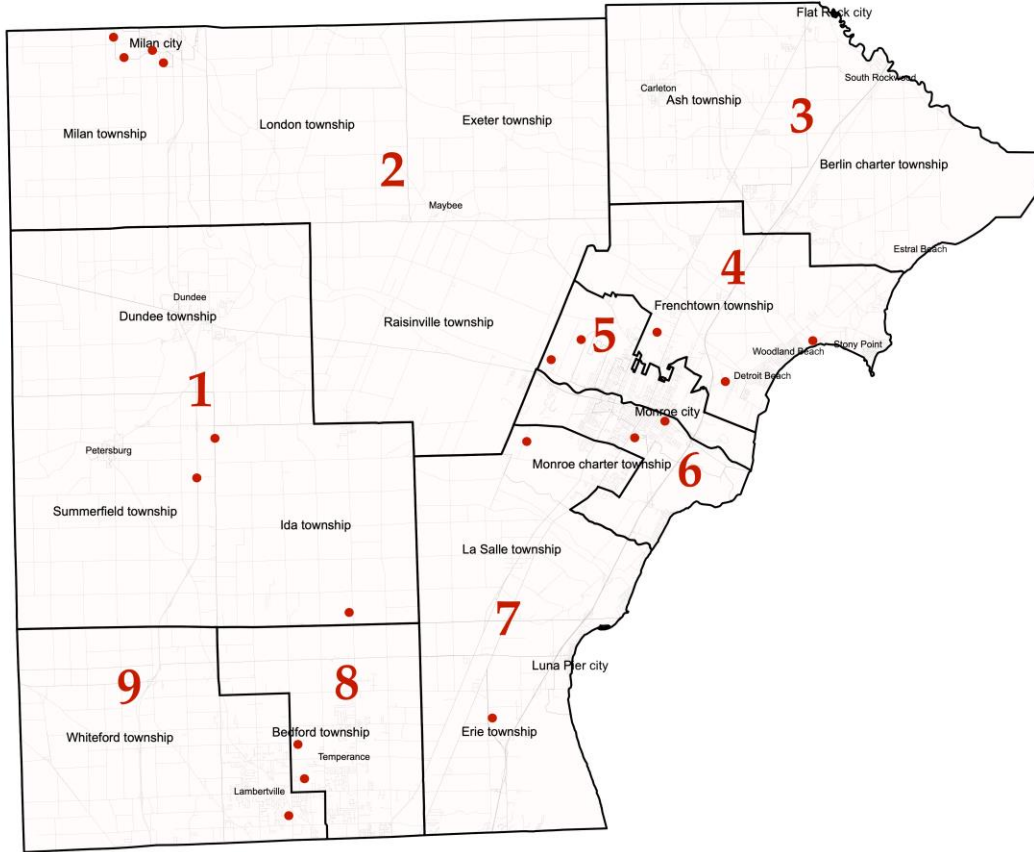 Flat Rock city
Milan city
South Rockwood
Carleton
Ash township
3
Exeter township
London township
Milan township
Berlin charter township
2
Maybee
Estral Beach
4
Dundee
Frenchtown township
Dundee township
Raisinville township
5
Stony Point
Woodland Beach
Detroit Beach
1
Monroe city
Petersburg
Monroe charter township
6
Summerfield township
Ida township
La Salle township
7
Luna Pier city
9
8
Whiteford township
Bedford township
Erie township
Temperance
Lambertville